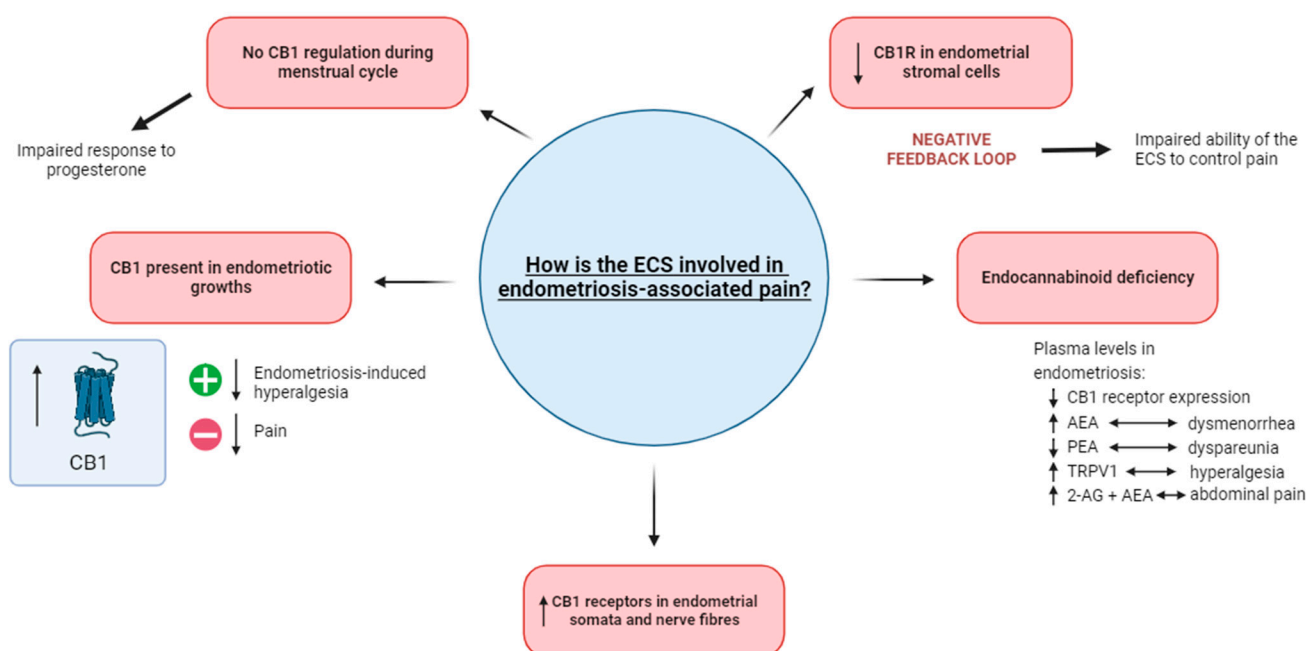 No CB1 regulation during
menstrual cycle
Impaired response to
progesterone
CB1R in endometrial
stromal cells
NEGATIVE
FEEDBACK LOOP
Impaired ability of the
ECS to control pain
How is the ECS involved in
endometriosis-associated pain?
CB1 present in endometriotic
growths
CB1
Endometriosis-induced
hyperalgesia
Pain
Endocannabinoid deficiency
Plasma levels in
endometriosis:
CB1 receptor expression
AEA dysmenorrhea
PEA dyspareunia
TRPV1 hyperalgesia
2-AG + AEA abdominal pain
CB1 receptors in endometrial
somata and nerve fibres